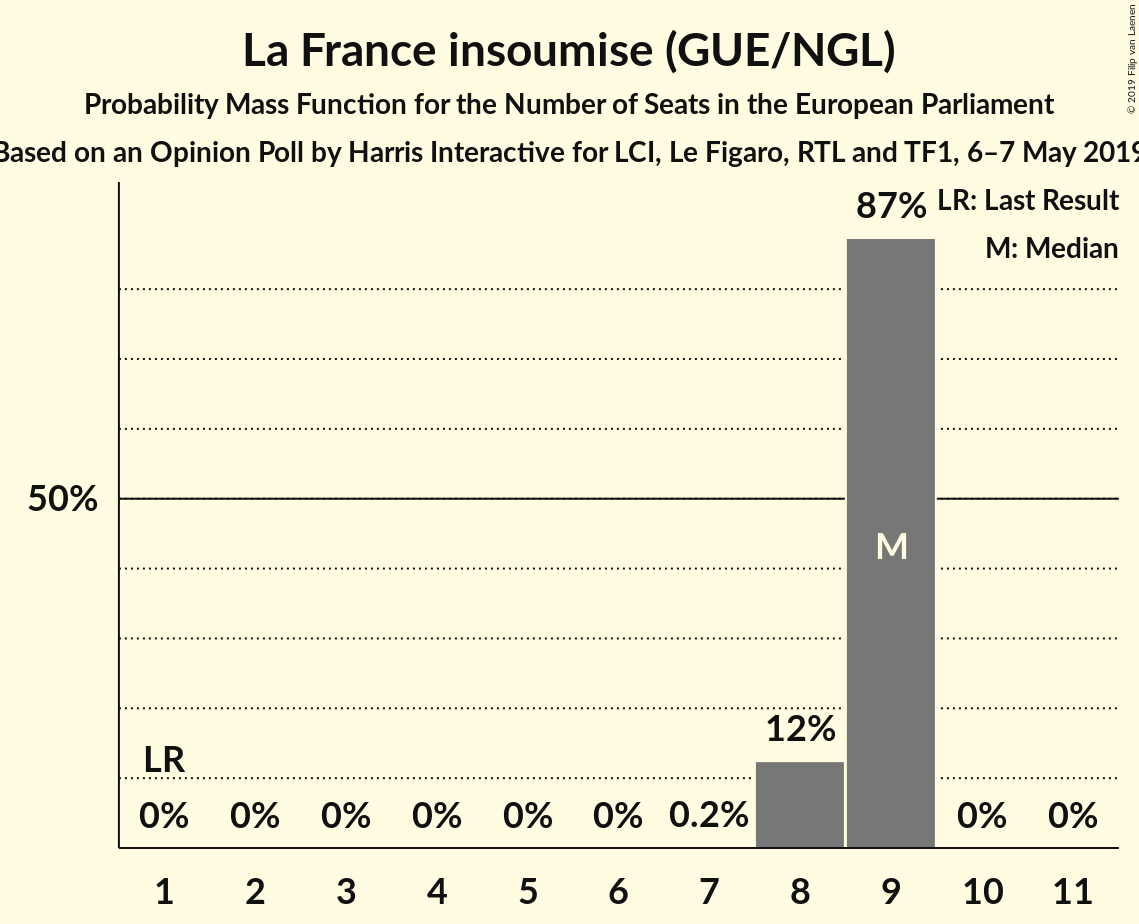 La France insoumise (GUE/NGL)
Probability Mass Function for the Number of Seats in the European Parliament
Based on an Opinion Poll by Harris Interactive for LCI, Le Figaro, RTL and TF1, 6–7 May 2019
© 2019 Filip van Laenen
87% LR: Last Result
M: Median
50%
M
12%
LR
0% 0% 0% 0% 0% 0% 0.2% 0% 0%
1 2 3 4 5 6 7 8 9 10 11